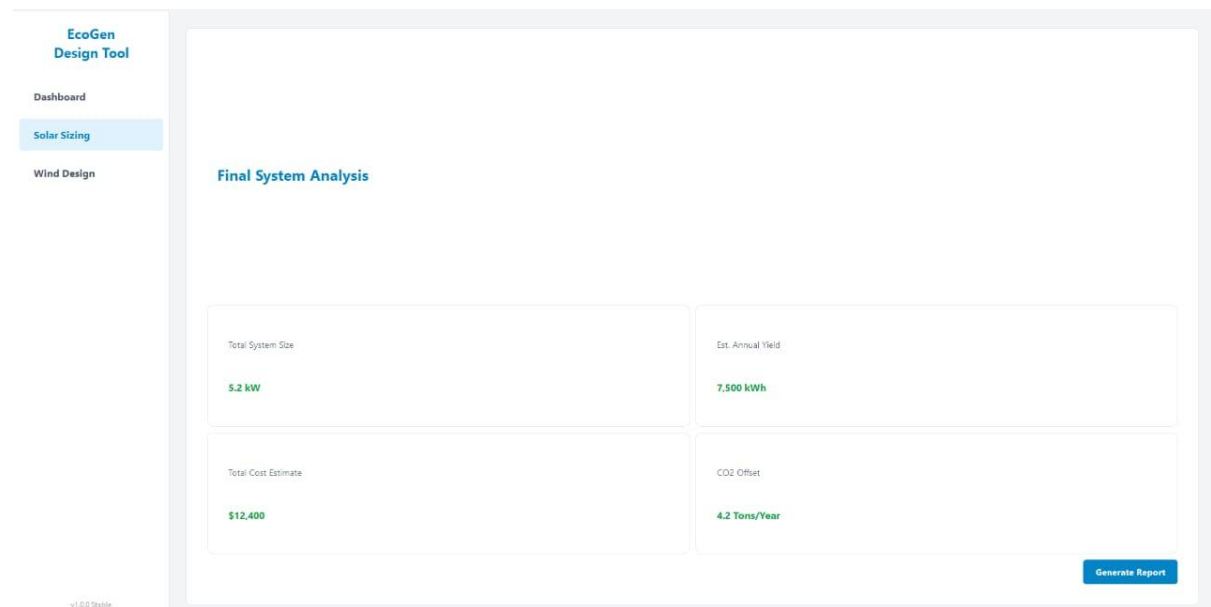 EcoGen
Design Tool
Dashboard
Solar Sizing
Wind Design
Final System Analysis
Total System Size
5.2 kW
Est. Annual Yield
7,500 kWh
Total Cost Estimate
$12,400
CO2 Offset
4.2 Tons/Year
Generate Report
v1.0.0 Stable